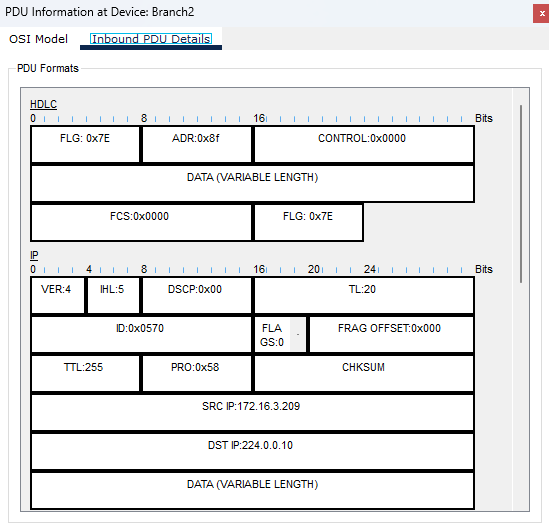 PDU Information at Device: Branch2
x
OSI Model Inbound PDU Details
PDU Formats
HDLC
0 8 16 Bits
FLG: 0x7E ADR:0x8f CONTROL:0x0000
DATA (VARIABLE LENGTH)
FCS:0x0000 FLG: 0x7E
IP
0 4 8 16 20 24 Bits
VER:4 IHL:5 DSCP:0x00 TL:20
ID:0x0570 FLA GS:0 FRAG OFFSET:0x000
TTL:255 PRO:0x58 CHKSUM
SRC IP:172.16.3.209
DST IP:224.0.0.10
DATA (VARIABLE LENGTH)